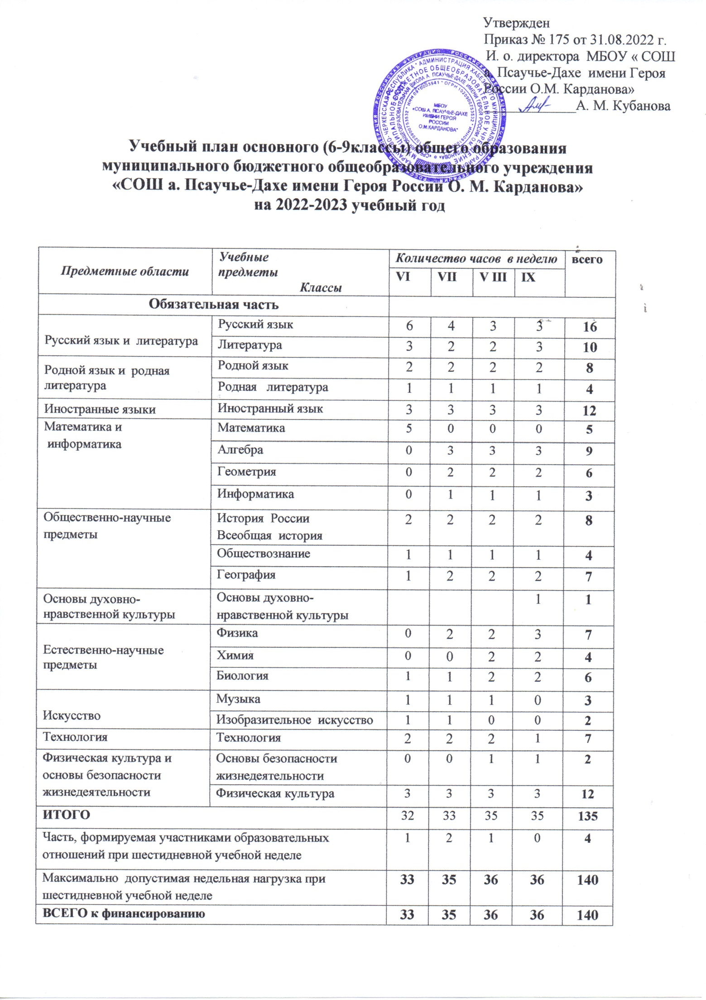 Утвержден
Приказ № 175 от 31.08.2022 г.
И. о. директора МБОУ « СОШ
а. Псаучье-Дахе имени Героя
России О.М. Карданова»
А. М. Кубанова
МБОУ
«СОШ А. ПСАУЧЬЕ-ДАХЕ
ИМЕНИ ГЕРОЯ
РОССИИ
О.М.КАРДАНОВА"
Учебный план основного (6-9классы) общего образования
муниципального бюджетного общеобразовательного учреждения
«СОШ а. Псаучье-Дахе имени Героя России О. М. Карданова»
на 2022-2023 учебный год
Предметные области
Учебные
предметы
Классы
Количество часов в неделю всего
VI VII V III IX
Обязательная часть
Русский язык и литература
Русский язык 6 4 3 3 16
Литература 3 2 2 3 10
Родной язык и родная
литература
Родной язык 2 2 2 2 8
Родная литература 1 1 1 1 4
Иностранные языки Иностранный язык 3 3 3 3 12
Математика и
информатика
Математика 5 0 0 0 5
Алгебра 0 3 3 3 9
Геометрия 0 2 2 2 6
Информатика 0 1 1 1 3
Общественно-научные
предметы
История России 2 2 2 2 8
Всеобщая история
Обществознание 1 1 1 1 4
География 1 2 2 2 7
Основы духовно-
нравственной культуры
Основы духовно- 1 1
нравственной культуры
Естественно-научные
предметы
Физика 0 2 2 3 7
Химия 0 0 2 2 4
Биология 1 1 2 2 6
Искусство
Музыка 1 1 1 0 3
Изобразительное искусство 1 1 0 0 2
Технология Технология 2 2 2 1 7
Физическая культура и
основы безопасности
жизнедеятельности
Основы безопасности 0 0 1 1 2
жизнедеятельности
Физическая культура 3 3 3 3 12
ИТОГО 32 33 35 35 135
Часть, формируемая участниками образовательных 1 2 1 0 4
отношений при шестидневной учебной неделе
Максимально допустимая недельная нагрузка при 33 35 36 36 140
шестидневной учебной неделе
ВСЕГО к финансированию 33 35 36 36 140